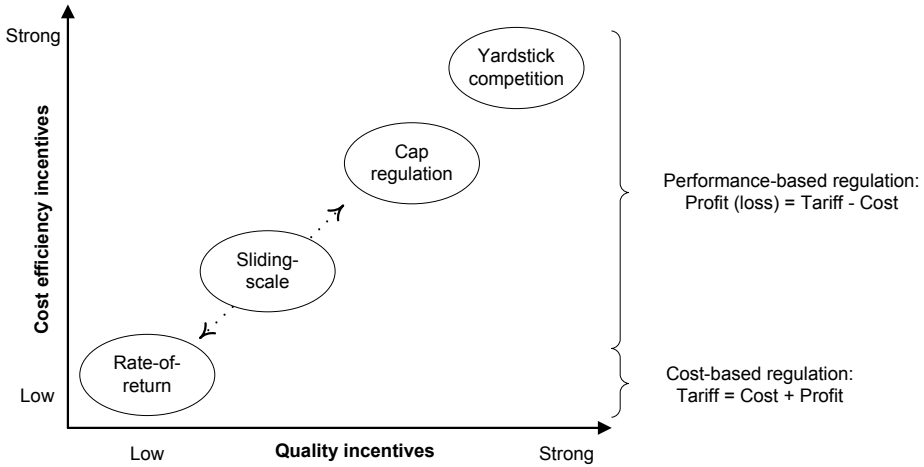 Strong
Yardstick
competition
Cap
regulation
Performance-based regulation:
Profit (loss) = Tariff - Cost
Cost efficiency incentives
Sliding-
scale
Rate-of-
return
Cost-based regulation:
Tariff = Cost + Profit
Low
Low
Quality incentives
Strong